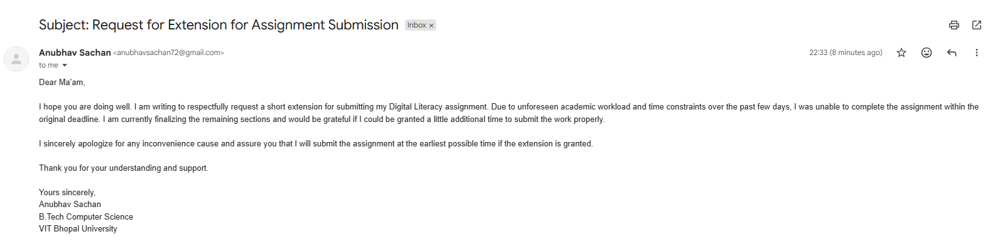 Subject: Request for Extension for Assignment Submission Inbox ×
Anubhav Sachan <anubhavsachan72@gmail.com> 22:33 (8 minutes ago)
to me
Dear Ma'am,
I hope you are doing well. I am writing to respectfully request a short extension for submitting my Digital Literacy assignment. Due to unforeseen academic workload and time constraints over the past few days, I was unable to complete the assignment within the
original deadline. I am currently finalizing the remaining sections and would be grateful if I could be granted a little additional time to submit the work properly.
I sincerely apologize for any inconvenience cause and assure you that I will submit the assignment at the earliest possible time if the extension is granted.
Thank you for your understanding and support.
Yours sincerely,
Anubhav Sachan
B.Tech Computer Science
VIT Bhopal University